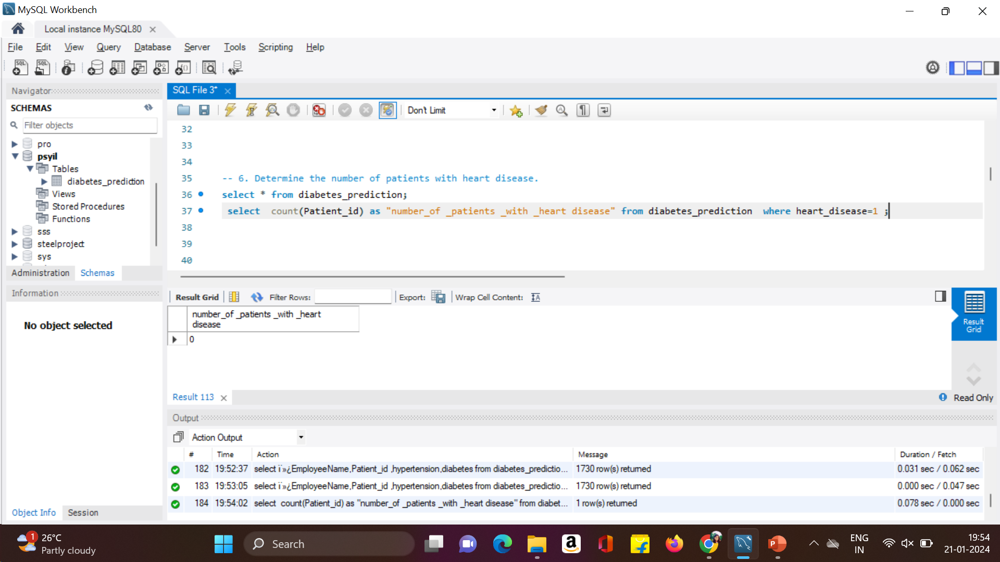 MySQL Workbench
Local instance MySQL80
File Edit View Query Database Server Tools Scripting Help
Navigator
SCHEMAS
Filter objects
pro
psyil
Tables
diabetes_prediction
Views
Stored Procedures
Functions
sss
steelproject
sys
Administration Schemas
Information
No object selected
Object Info Session
SQL File 3*
Don't Limit
32
33
34
35 -- 6. Determine the number of patients with heart disease.
36 select * from diabetes_prediction;
37 select  count(Patient_id) as "number_of _patients _with _heart disease" from diabetes_prediction  where heart_disease=1 ;
38
39
40
Result Grid Filter Rows: Export: Wrap Cell Content:
number_of _patients _with _heart
disease
0
Result
Grid
Result 113
Read Only
Output
Action Output
# Time Action Message Duration / Fetch
182 19:52:37 select ï»¿EmployeeName,Patient_id ,hypertension,diabetes from diabetes_predictio... 1730 row(s) returned 0.031 sec / 0.062 sec
183 19:53:05 select ï»¿EmployeeName,Patient_id ,hypertension,diabetes from diabetes_predictio... 1730 row(s) returned 0.000 sec / 0.047 sec
184 19:54:02 select  count(Patient_id) as "number_of _patients _with _heart disease" from diabet... 1 row(s) returned 0.078 sec / 0.000 sec
1
26°C
Partly cloudy
Search
ENG
IN
19:54
21-01-2024